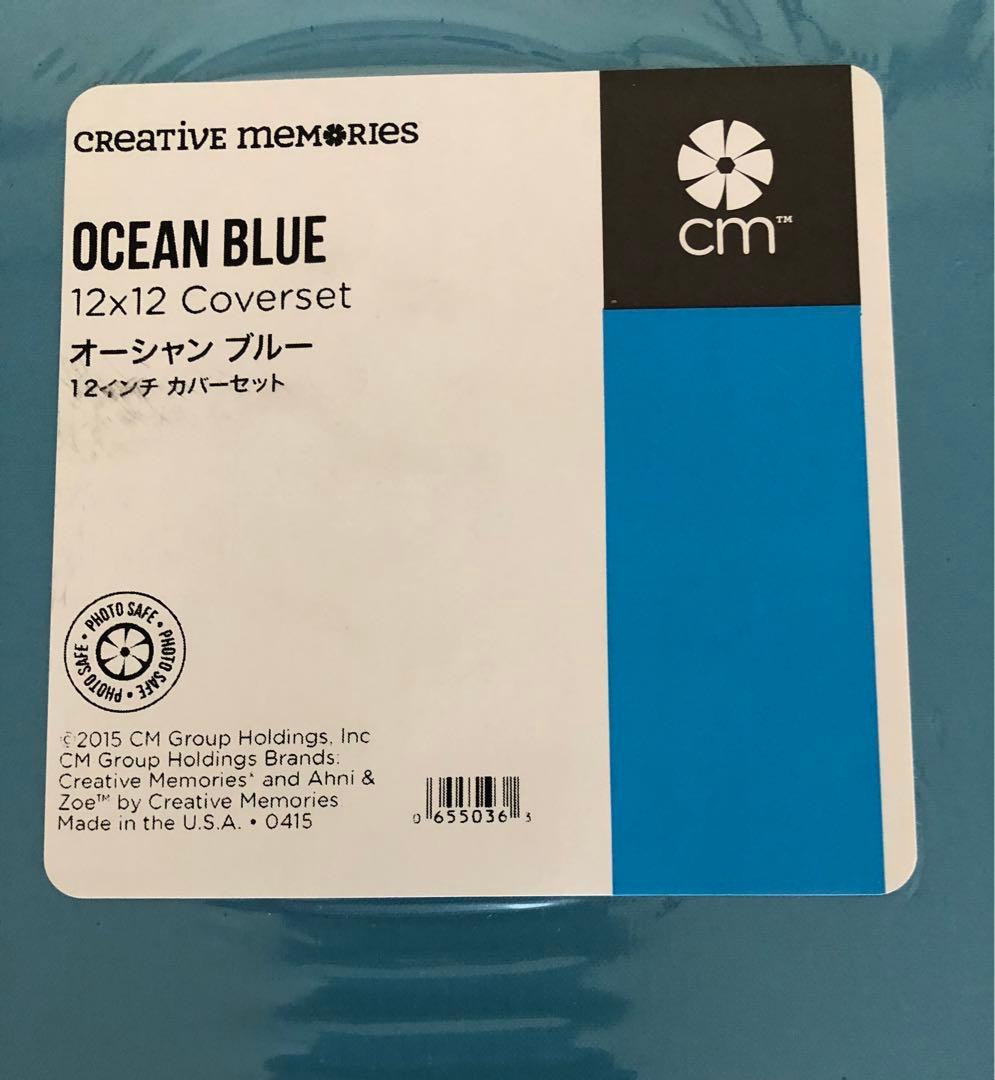 CREATIVE MEMORIES
cm™
OCEAN BLUE
12x12 Coverset
オーシャン ブルー
12インチ カバーセット
PHOTO SAFE • PHOTO SAFE • PHOTO SAFE •
©2015 CM Group Holdings, Inc
CM Group Holdings Brands:
Creative Memories® and Ahni &
Zoe™ by Creative Memories
Made in the U.S.A. • 0415
0 655036 3